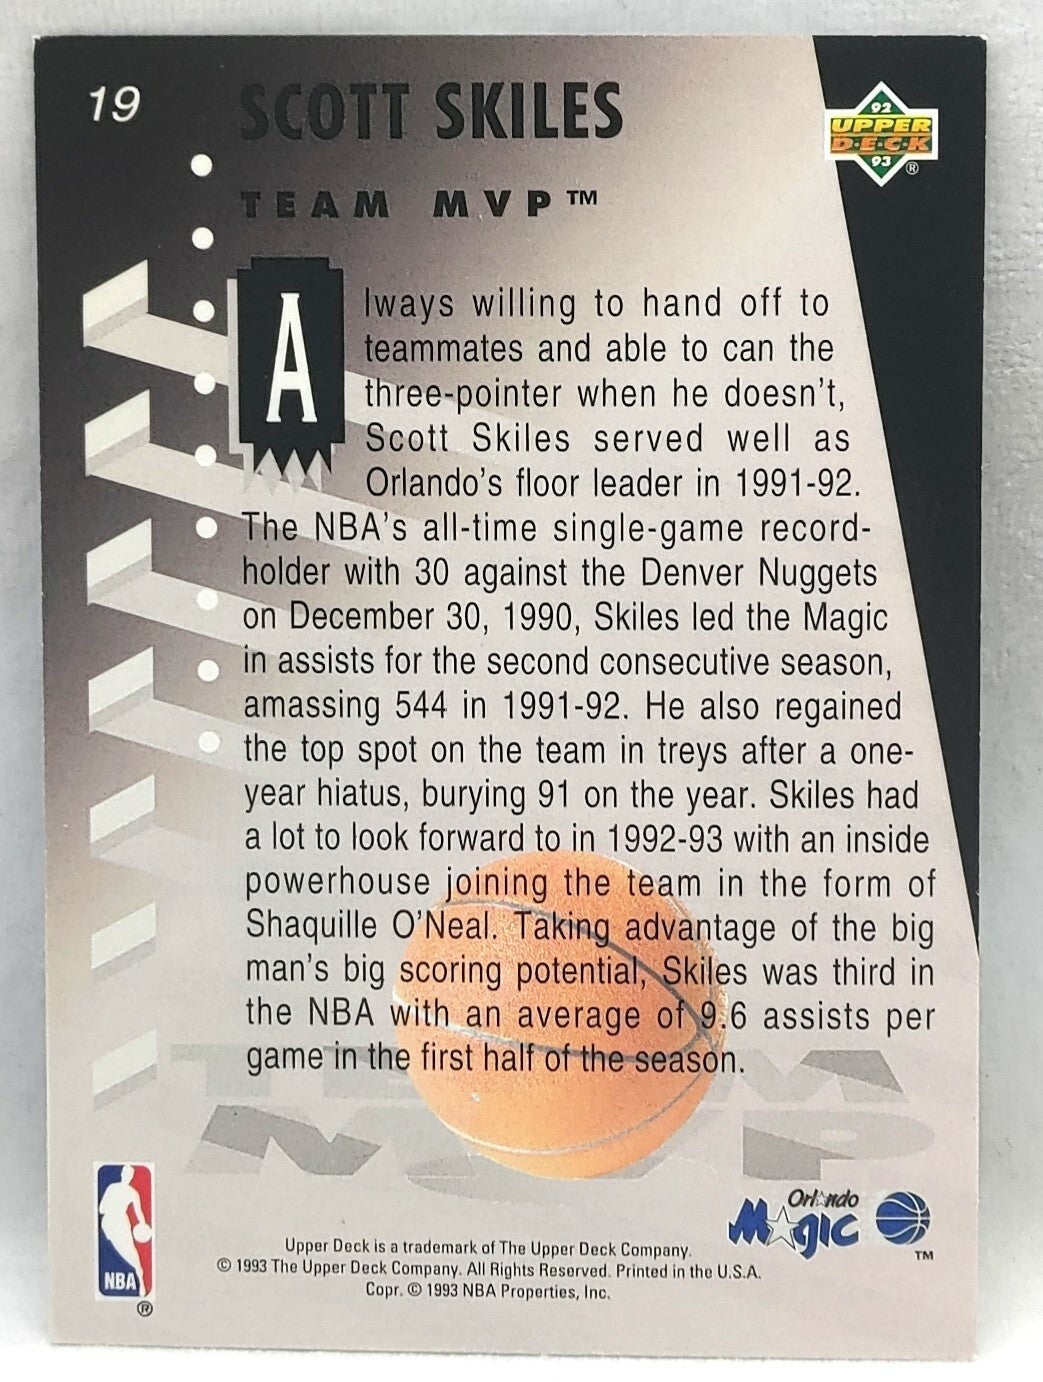 19
SCOTT SKILES
TEAM MVP™
92
UPPER
D·E·C·K
93
®
Always willing to hand off to
teammates and able to can the
three-pointer when he doesn't,
Scott Skiles served well as
Orlando's floor leader in 1991-92.
The NBA's all-time single-game record-
holder with 30 against the Denver Nuggets
on December 30, 1990, Skiles led the Magic
in assists for the second consecutive season,
amassing 544 in 1991-92. He also regained
the top spot on the team in treys after a one-
year hiatus, burying 91 on the year. Skiles had
a lot to look forward to in 1992-93 with an inside
powerhouse joining the team in the form of
Shaquille O'Neal. Taking advantage of the big
man's big scoring potential, Skiles was third in
the NBA with an average of 9.6 assists per
game in the first half of the season.
TEAM
MVP
Orlando
Magic
™
NBA
®
Upper Deck is a trademark of The Upper Deck Company.
© 1993 The Upper Deck Company. All Rights Reserved. Printed in the U.S.A.
Copr. © 1993 NBA Properties, Inc.